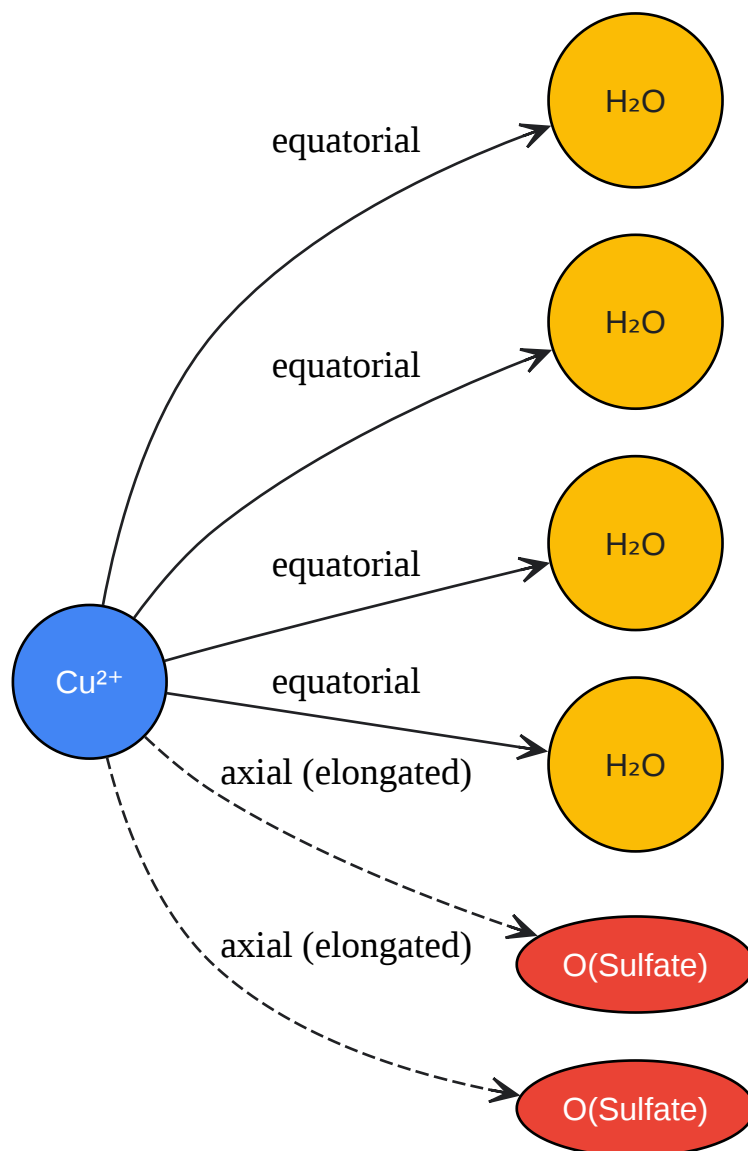 H₂O
equatorial
H₂O
equatorial
H₂O
equatorial
Cu²⁺
equatorial
H₂O
axial (elongated)
axial (elongated)
O(Sulfate)
O(Sulfate)